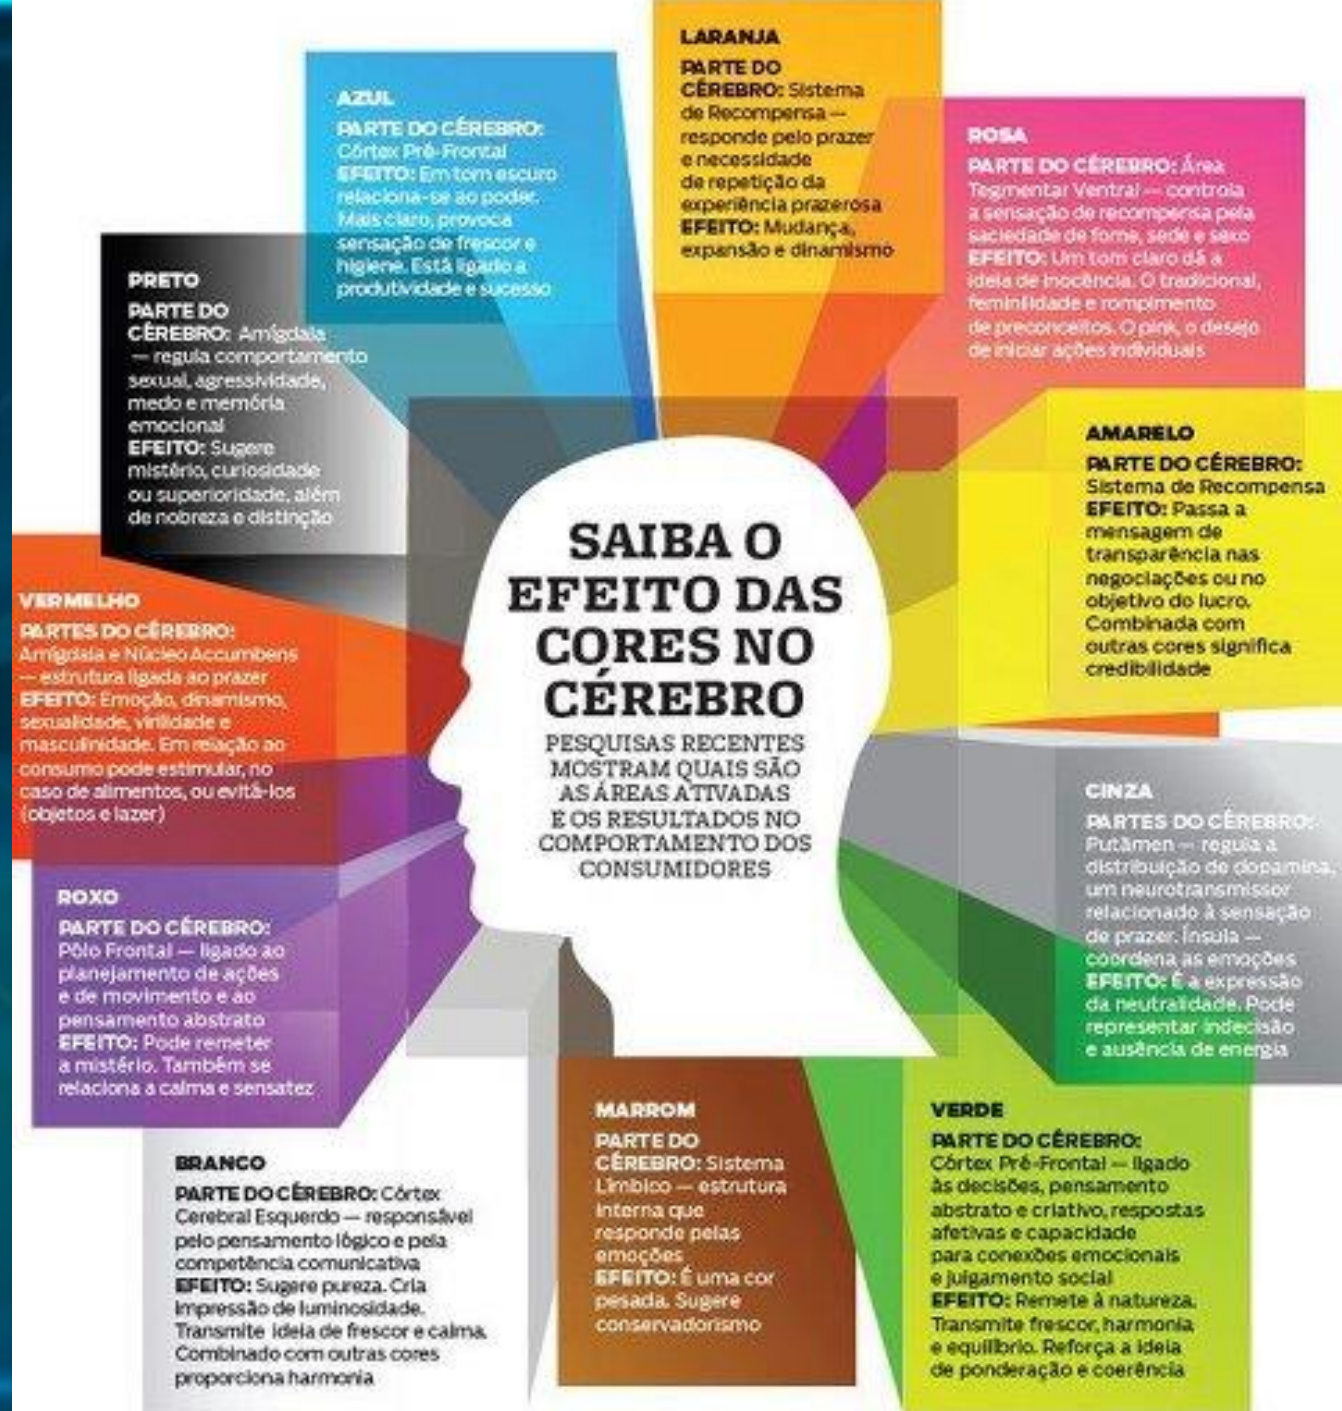 SAIBA O
EFEITO DAS
CORES NO
CÉREBRO
PESQUISAS RECENTES
MOSTRAM QUAIS SÃO
AS ÁREAS ATIVADAS
E OS RESULTADOS NO
COMPORTAMENTO DOS
CONSUMIDORES
LARANJA
PARTE DO
CÉREBRO: Sistema
de Recompensa —
responde pelo prazer
e necessidade
de repetição da
experiência prazerosa
EFEITO: Mudança,
expansão e dinamismo
AZUL
PARTE DO CÉREBRO:
Córtex Pré-Frontal
EFEITO: Em tom escuro
relaciona-se ao poder.
Mais claro, provoca
sensação de frescor e
higiene. Está ligado a
produtividade e sucesso
ROSA
PARTE DO CÉREBRO: Área
Tegmentar Ventral — controla
a sensação de recompensa pela
saciedade de fome, sede e sexo
EFEITO: Um tom claro dá a
ideia de inocência. O tradicional,
feminilidade e rompimento
de preconceitos. O pink, o desejo
de iniciar ações individuais
PRETO
PARTE DO
CÉREBRO: Amígdala
— regula comportamento
sexual, agressividade,
medo e memória
emocional
EFEITO: Sugere
mistério, curiosidade
ou superioridade, além
de nobreza e distinção
AMARELO
PARTE DO CÉREBRO:
Sistema de Recompensa
EFEITO: Passa a
mensagem de
transparência nas
negociações ou no
objetivo do lucro.
Combinada com
outras cores significa
credibilidade
VERMELHO
PARTES DO CÉREBRO:
Amígdala e Núcleo Accumbens
— estrutura ligada ao prazer
EFEITO: Emoção, dinamismo,
sexualidade, virilidade e
masculinidade. Em relação ao
consumo pode estimular, no
caso de alimentos, ou evitá-los
(objetos e lazer)
CINZA
PARTES DO CÉREBRO:
Putâmen — regula a
distribuição de dopamina,
um neurotransmissor
relacionado à sensação
de prazer. Ínsula —
coordena as emoções
EFEITO: É a expressão
da neutralidade. Pode
representar indecisão
e ausência de energia
ROXO
PARTE DO CÉREBRO:
Pólo Frontal — ligado ao
planejamento de ações
e de movimento e ao
pensamento abstrato
EFEITO: Pode remeter
a mistério. Também se
relaciona a calma e sensatez
BRANCO
PARTE DO CÉREBRO: Córtex
Cerebral Esquerdo — responsável
pelo pensamento lógico e pela
competência comunicativa
EFEITO: Sugere pureza. Cria
impressão de luminosidade.
Transmite ideia de frescor e calma.
Combinado com outras cores
proporciona harmonia
MARROM
PARTE DO
CÉREBRO: Sistema
Límbico — estrutura
interna que
responde pelas
emoções
EFEITO: É uma cor
pesada. Sugere
conservadorismo
VERDE
PARTE DO CÉREBRO:
Córtex Pré-Frontal — ligado
às decisões, pensamento
abstrato e criativo, respostas
afetivas e capacidade
para conexões emocionais
e julgamento social
EFEITO: Remete à natureza.
Transmite frescor, harmonia
e equilíbrio. Reforça a ideia
de ponderação e coerência